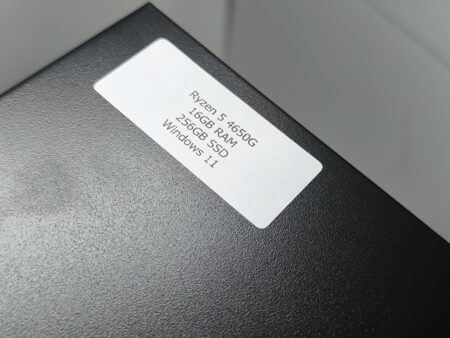 Ryzen 5 4650G
16GB RAM
256GB SSD
Windows 11